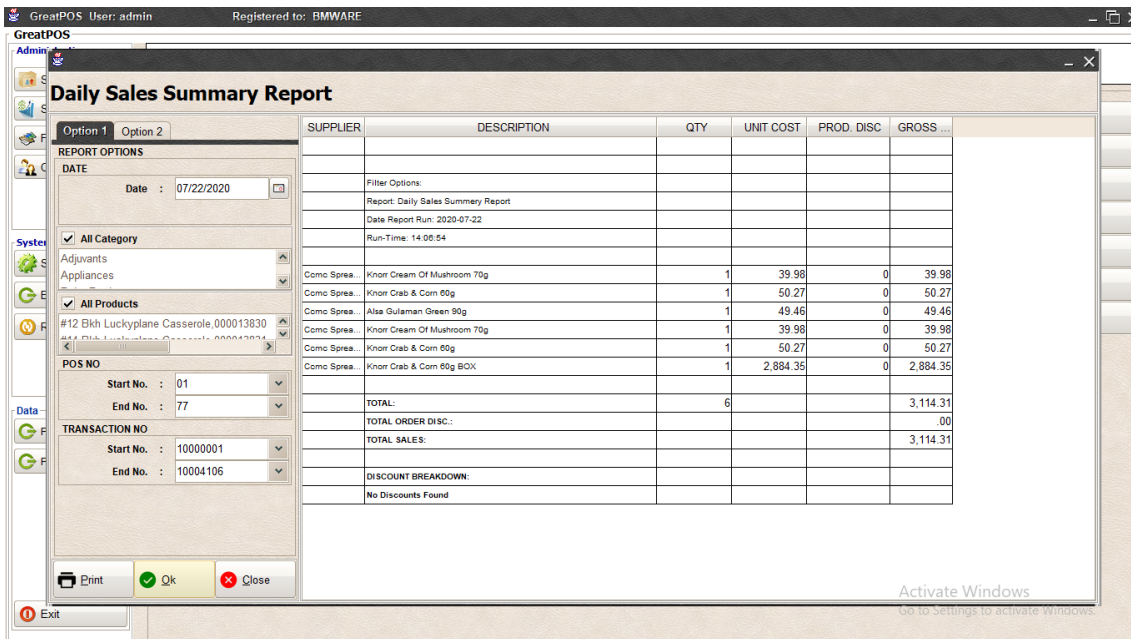 GreatPOS User: admin Registered to: BMWARE
GreatPOS
Daily Sales Summary Report
Option 1 Option 2
REPORT OPTIONS
DATE
Date : 07/22/2020
All Category
Adjuvants
Appliances
All Products
#12 Bkh Luckyplane Casserole,000013830
POS NO
Start No. : 01
End No. : 77
TRANSACTION NO
Start No. : 10000001
End No. : 10004106
Print Ok Close
SUPPLIER DESCRIPTION QTY UNIT COST PROD. DISC GROSS ...
Filter Options:
Report: Daily Sales Summery Report
Date Report Run: 2020-07-22
Run-Time: 14:06:54
Ccmc Sprea... Knorr Cream Of Mushroom 70g 1 39.98 0 39.98
Ccmc Sprea... Knorr Crab & Corn 60g 1 50.27 0 50.27
Ccmc Sprea... Alsa Gulaman Green 90g 1 49.46 0 49.46
Ccmc Sprea... Knorr Cream Of Mushroom 70g 1 39.98 0 39.98
Ccmc Sprea... Knorr Crab & Corn 60g 1 50.27 0 50.27
Ccmc Sprea... Knorr Crab & Corn 60g BOX 1 2,884.35 0 2,884.35
TOTAL: 6 3,114.31
TOTAL ORDER DISC.: .00
TOTAL SALES: 3,114.31
DISCOUNT BREAKDOWN:
No Discounts Found
Data
Exit
Activate Windows
Go to Settings to activate Windows.